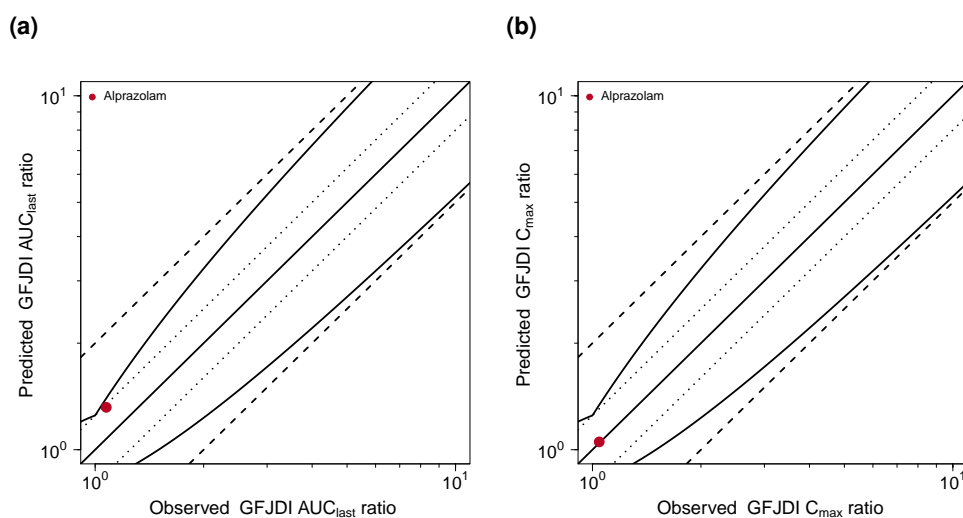 (a)
(b)
Alprazolam
10¹
10⁰
10⁰
10¹
Predicted GFJDI AUClast ratio
Observed GFJDI AUClast ratio
Alprazolam
10¹
10⁰
10⁰
10¹
Predicted GFJDI Cmax ratio
Observed GFJDI Cmax ratio